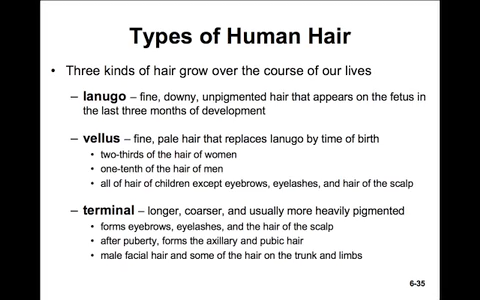 Types of Human Hair
• Three kinds of hair grow over the course of our lives
– lanugo – fine, downy, unpigmented hair that appears on the fetus in
the last three months of development
– vellus – fine, pale hair that replaces lanugo by time of birth
• two-thirds of the hair of women
• one-tenth of the hair of men
• all of hair of children except eyebrows, eyelashes, and hair of the scalp
– terminal – longer, coarser, and usually more heavily pigmented
• forms eyebrows, eyelashes, and the hair of the scalp
• after puberty, forms the axillary and pubic hair
• male facial hair and some of the hair on the trunk and limbs
6-35